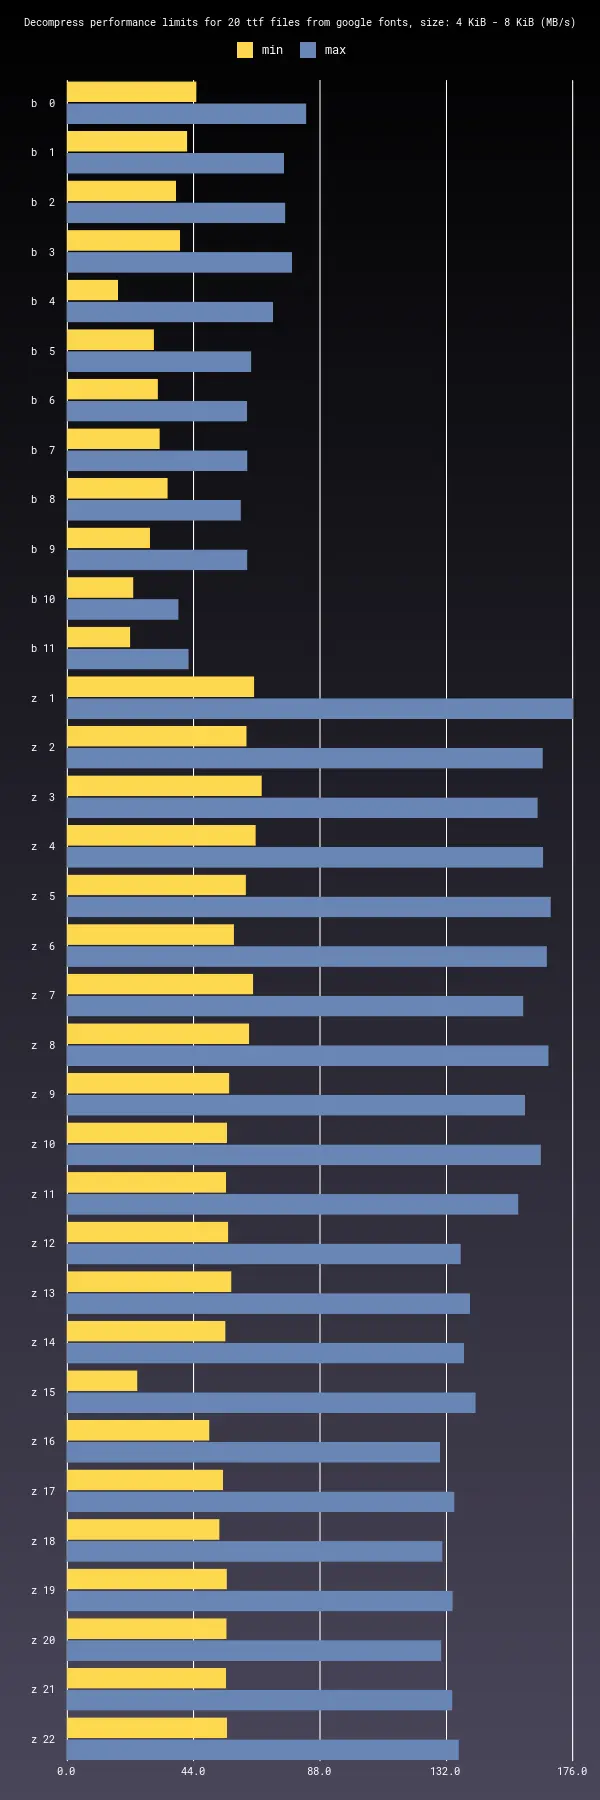 Decompress performance limits for 20 ttf files from google fonts, size: 4 KiB - 8 KiB (MB/s)
min max
b 0
b 1
b 2
b 3
b 4
b 5
b 6
b 7
b 8
b 9
b 10
b 11
z 1
z 2
z 3
z 4
z 5
z 6
z 7
z 8
z 9
z 10
z 11
z 12
z 13
z 14
z 15
z 16
z 17
z 18
z 19
z 20
z 21
z 22
0.0 44.0 88.0 132.0 176.0